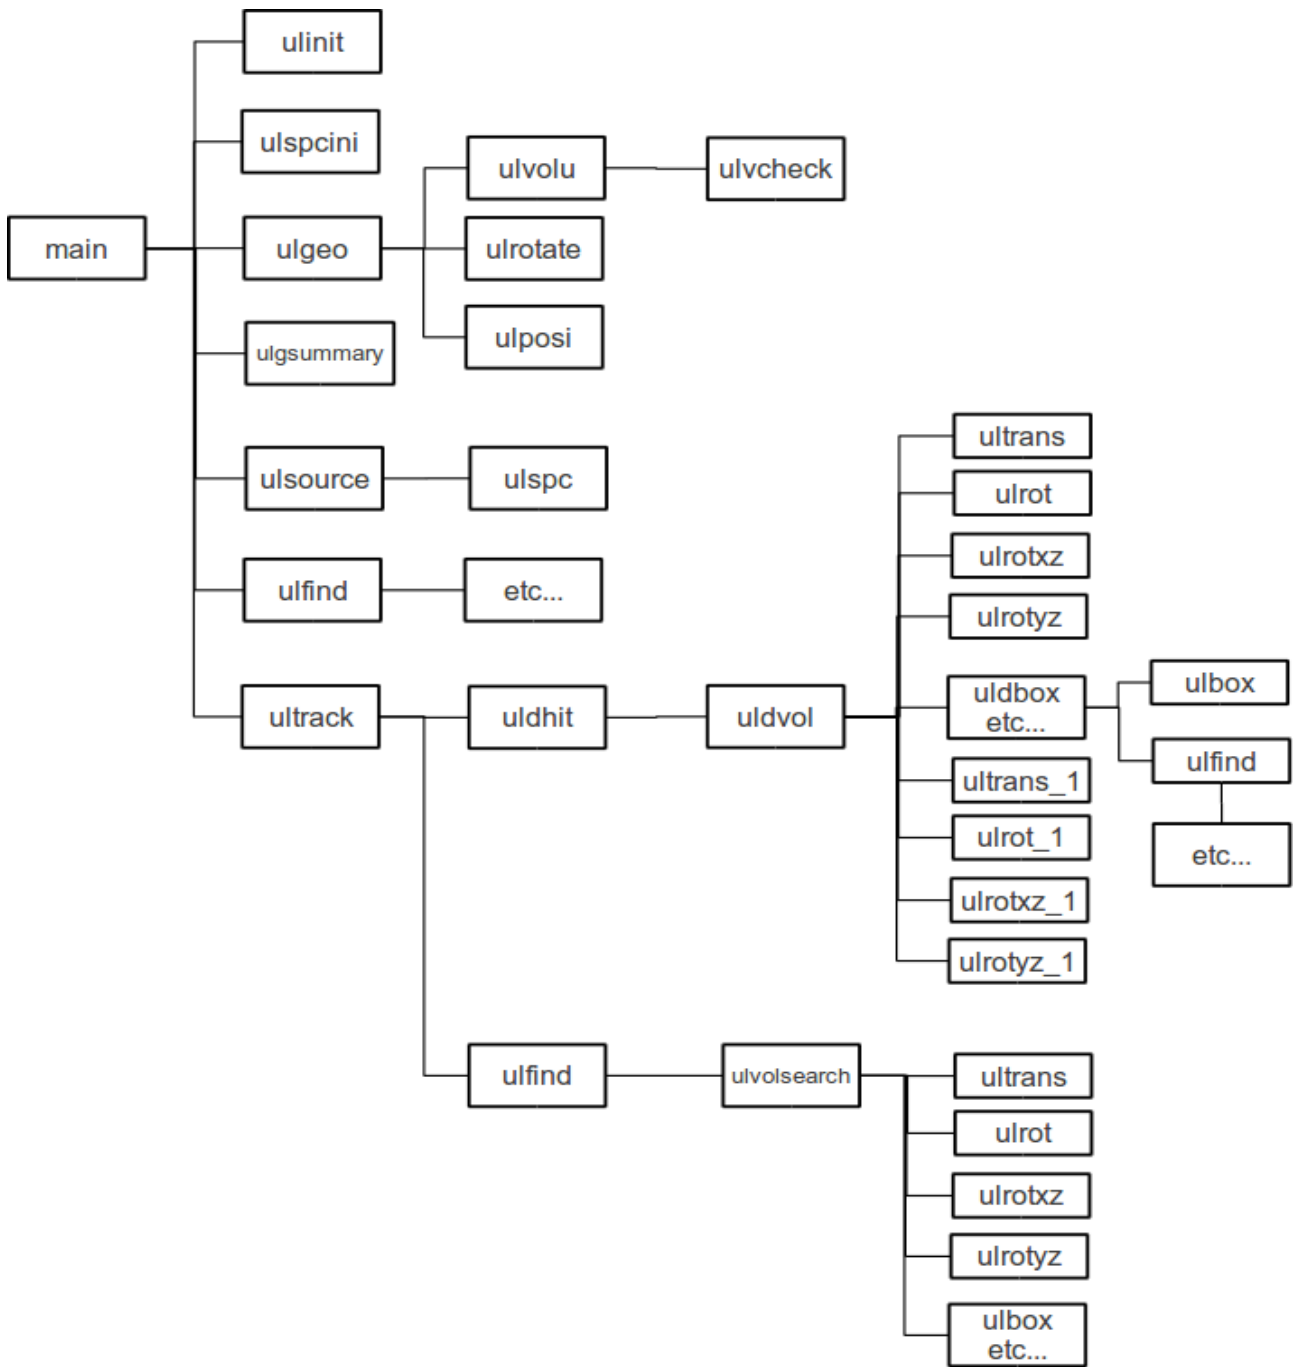 ulinit
ulspcini
ulvolu
ulvcheck
main
ulgeo
ulrotate
ulposi
ulgsummary
ulsource
ulspc
ulfind
etc...
ultrack
uldhit
uldvol
ultrans
ulrot
ulrotxz
ulrotyz
uldbox
etc...
ulbox
ulfind
etc...
ultrans_1
ulrot_1
ulrotxz_1
ulrotyz_1
ulfind
ulvolsearch
ultrans
ulrot
ulrotxz
ulrotyz
ulbox
etc...